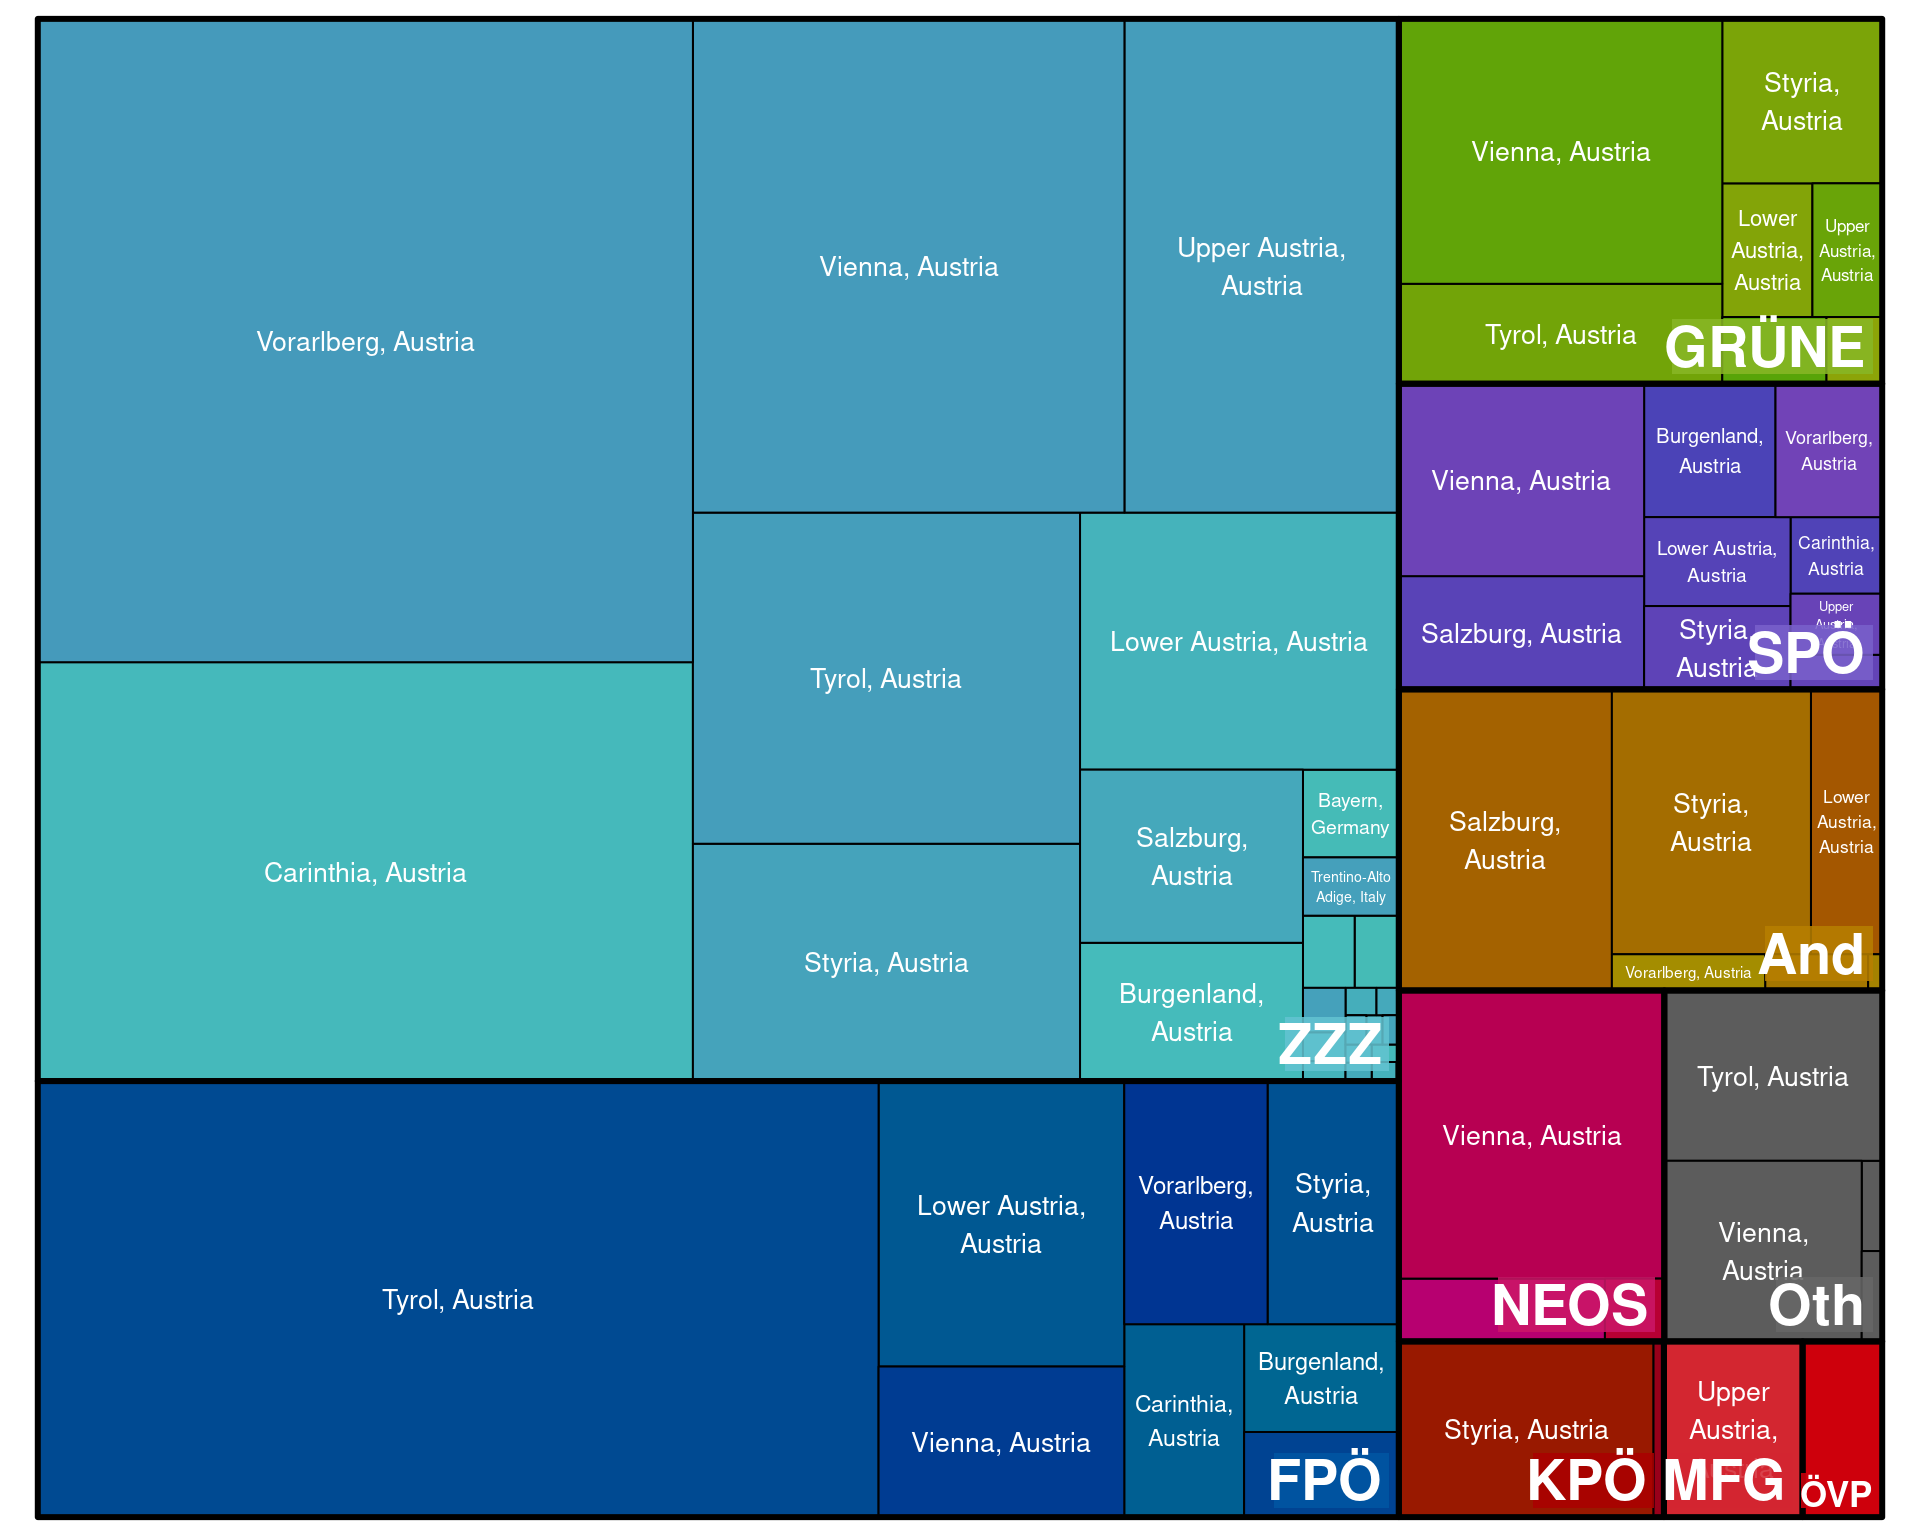 Vorarlberg, Austria
Carinthia, Austria
Vienna, Austria
Upper Austria,
Austria
Tyrol, Austria
Styria, Austria
Lower Austria, Austria
Salzburg,
Austria
Burgenland,
Austria
Bayern,
Germany
Trentino-Alto
Adige, Italy
ZZZ
Tyrol, Austria
Lower Austria,
Austria
Vienna, Austria
Vorarlberg,
Austria
Styria,
Austria
Carinthia,
Austria
Burgenland,
Austria
FPÖ
Vienna, Austria
Tyrol, Austria
Styria,
Austria
Lower
Austria,
Austria
Upper
Austria,
Austria
GRÜNE
Vienna, Austria
Salzburg, Austria
Burgenland,
Austria
Vorarlberg,
Austria
Lower Austria,
Austria
Styria,
Austria
Carinthia,
Austria
Upper
Austria,
SPÖ
Salzburg,
Austria
Styria,
Austria
Lower
Austria,
Austria
Vorarlberg, Austria
And
Vienna, Austria
NEOS
Tyrol, Austria
Vienna,
Austria
Oth
Styria, Austria
KPÖ
Upper
Austria,
MFG
ÖVP